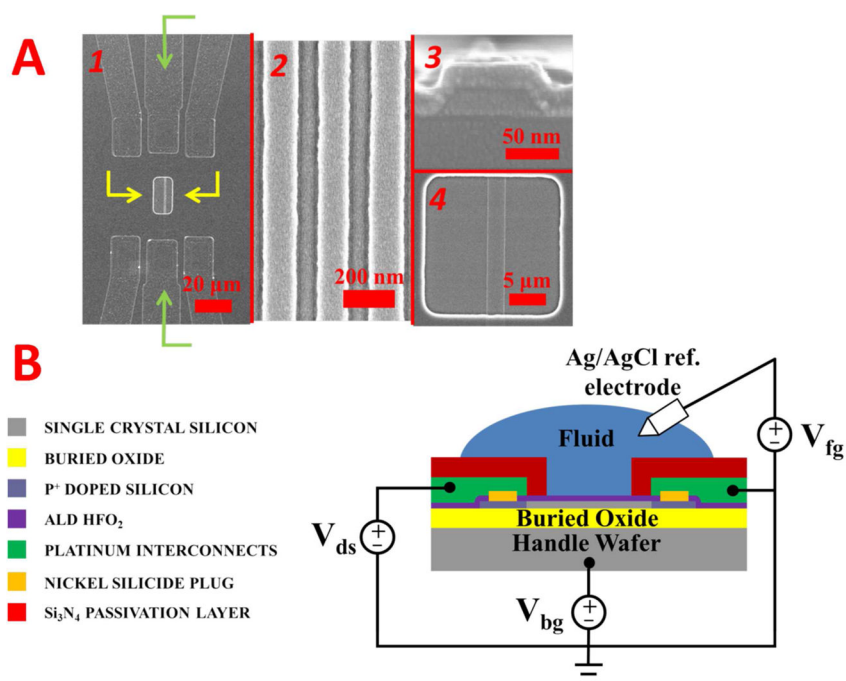 A
1
20 µm
2
200 nm
3
50 nm
4
5 µm
B
SINGLE CRYSTAL SILICON
BURIED OXIDE
P+ DOPED SILICON
ALD HFO2
PLATINUM INTERCONNECTS
NICKEL SILICIDE PLUG
Si3N4 PASSIVATION LAYER
Ag/AgCl ref.
electrode
Fluid
Vfg
Vds
Buried Oxide
Handle Wafer
Vbg